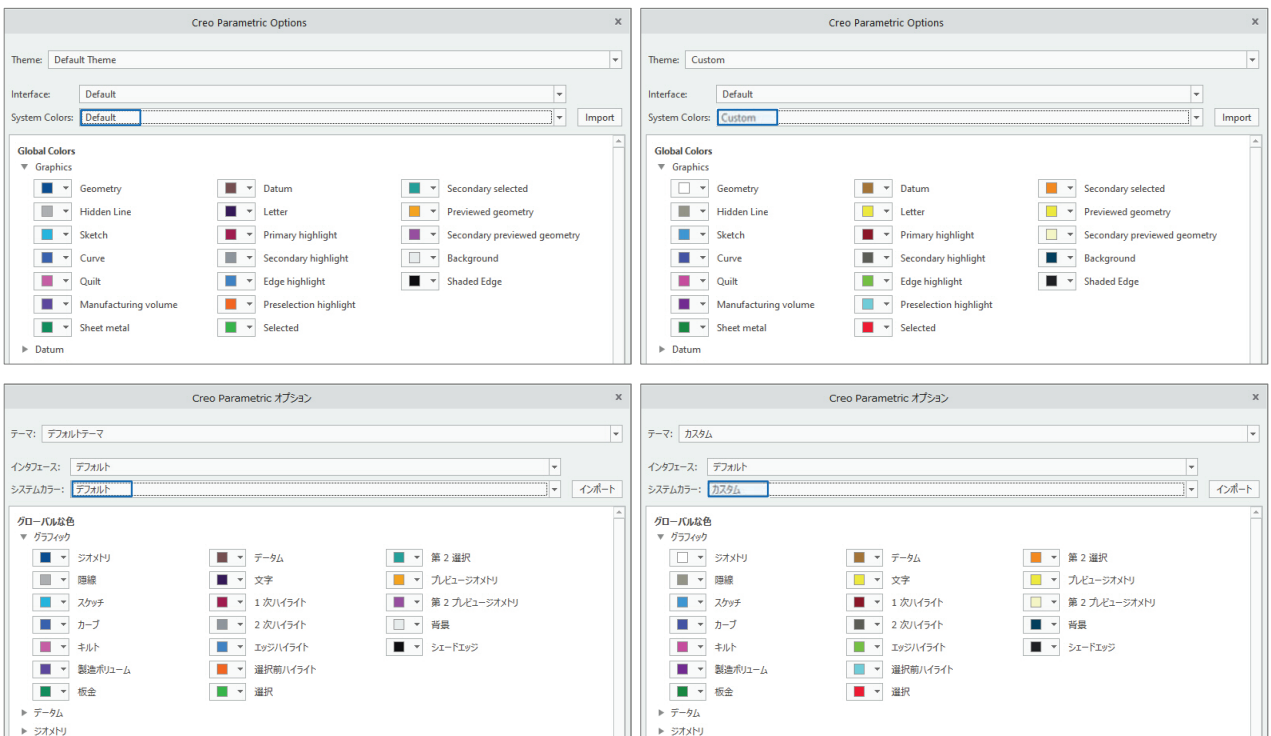 Creo Parametric Options x
Theme: Default Theme
Interface: Default
System Colors: Default Import
Global Colors
Graphics
Geometry Datum Secondary selected
Hidden Line Letter Previewed geometry
Sketch Primary highlight Secondary previewed geometry
Curve Secondary highlight Background
Quilt Edge highlight Shaded Edge
Manufacturing volume Preselection highlight
Sheet metal Selected
Datum
Creo Parametric Options x
Theme: Custom
Interface: Default
System Colors: Custom Import
Global Colors
Graphics
Geometry Datum Secondary selected
Hidden Line Letter Previewed geometry
Sketch Primary highlight Secondary previewed geometry
Curve Secondary highlight Background
Quilt Edge highlight Shaded Edge
Manufacturing volume Preselection highlight
Sheet metal Selected
Datum
Creo Parametric オプション x
テーマ: デフォルトテーマ
インタフェース: デフォルト
システムカラー: デフォルト インポート
グローバルな色
グラフィック
ジオメトリ データム 第 2 選択
隠線 文字 プレビュージオメトリ
スケッチ 1 次ハイライト 第 2 プレビュージオメトリ
カーブ 2 次ハイライト 背景
キルト エッジハイライト シェードエッジ
製造ボリューム 選択前ハイライト
板金 選択
データム
ジオメトリ
Creo Parametric オプション x
テーマ: カスタム
インタフェース: デフォルト
システムカラー: カスタム インポート
グローバルな色
グラフィック
ジオメトリ データム 第 2 選択
隠線 文字 プレビュージオメトリ
スケッチ 1 次ハイライト 第 2 プレビュージオメトリ
カーブ 2 次ハイライト 背景
キルト エッジハイライト シェードエッジ
製造ボリューム 選択前ハイライト
板金 選択
データム
ジオメトリ